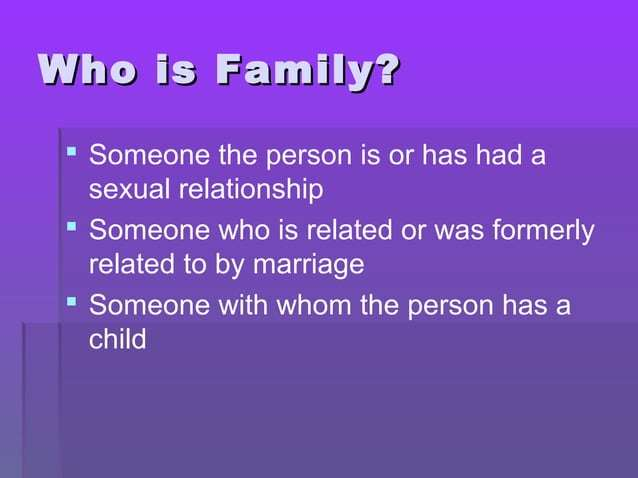 Who is Family?
Someone the person is or has had a
sexual relationship
Someone who is related or was formerly
related to by marriage
Someone with whom the person has a
child